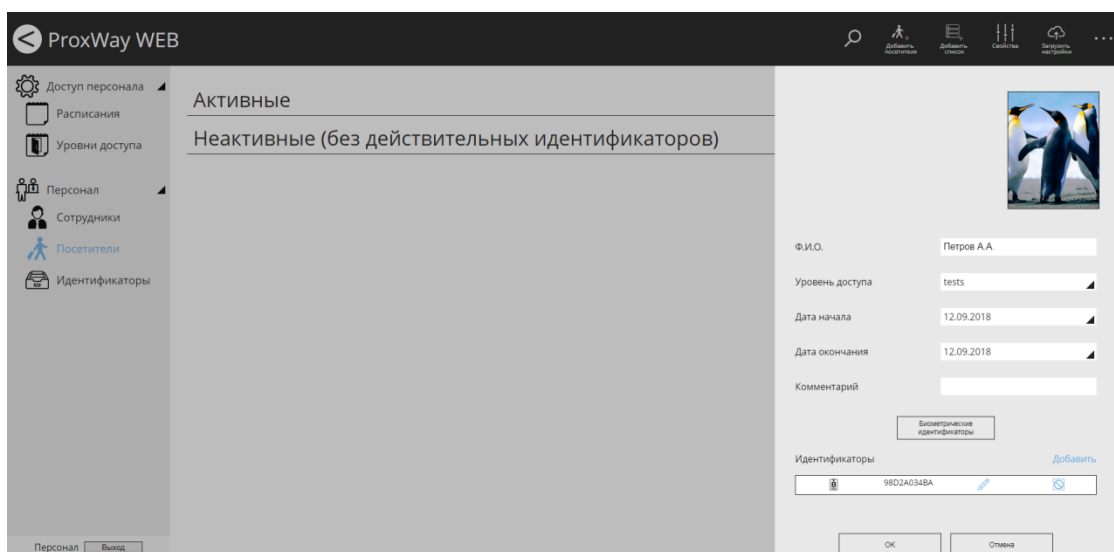 ProxWay WEB
Добавить
посетителя
Добавить
список
Свойства
Загрузить
настройки
Доступ персонала
Расписания
Уровни доступа
Персонал
Сотрудники
Посетители
Идентификаторы
Персонал
Выход
Активные
Неактивные (без действительных идентификаторов)
Ф.И.О.
Петров А.А.
Уровень доступа
tests
Дата начала
12.09.2018
Дата окончания
12.09.2018
Комментарий
Биометрические
идентификаторы
Идентификаторы
Добавить
98D2A034BA
OK
Отмена